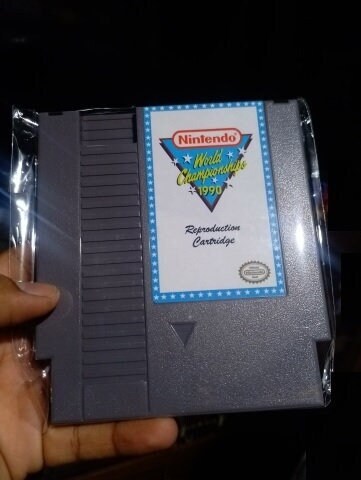 Nintendo
World
Championships
1990
Reproduction
Cartridge